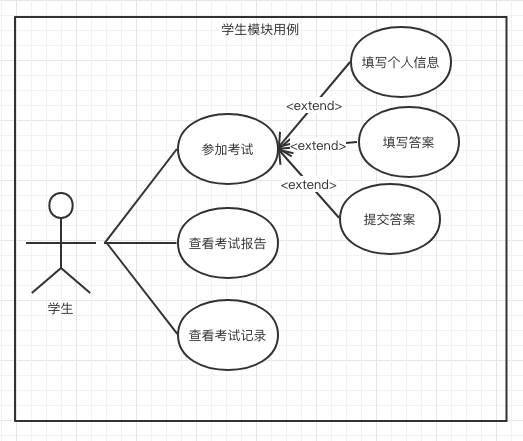 学生模块用例
填写个人信息
<extend>
填写答案
<extend>
参加考试
<extend>
提交答案
查看考试报告
学生
查看考试记录